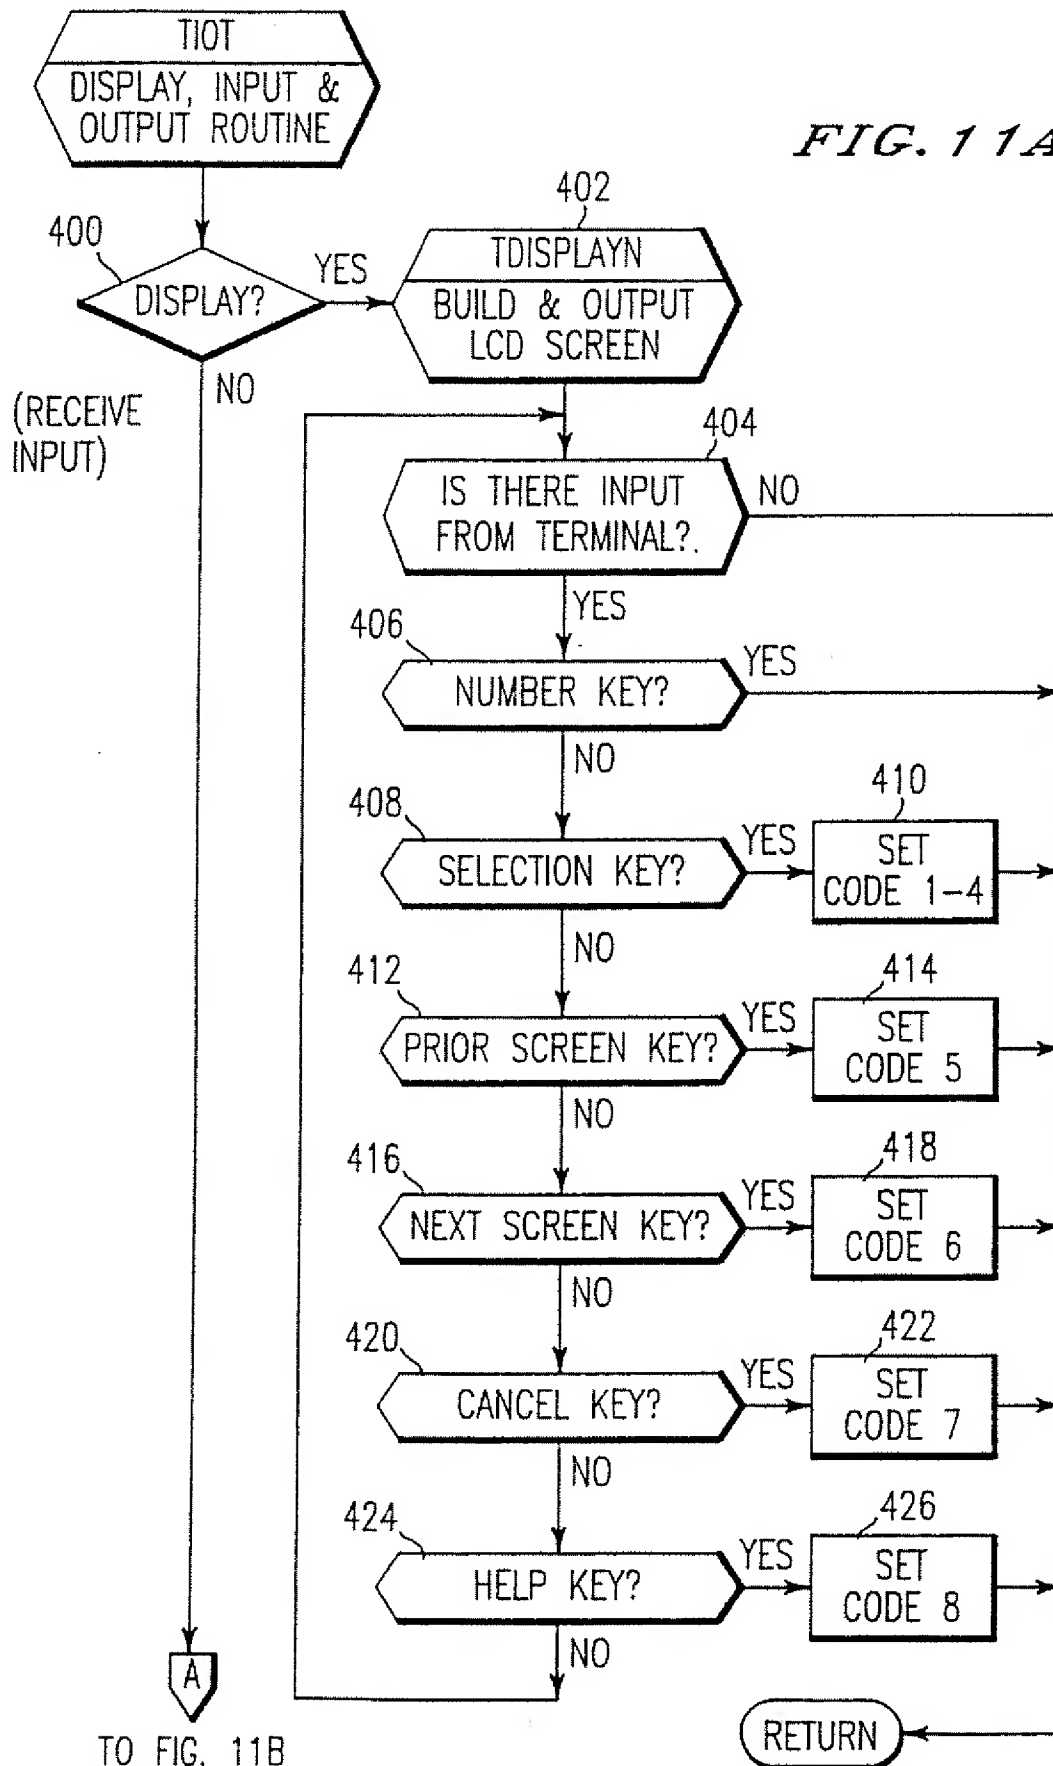 TIOT
DISPLAY, INPUT &
OUTPUT ROUTINE
FIG. 11A
400
DISPLAY?
YES
402
TDISPLAYN
BUILD & OUTPUT
LCD SCREEN
NO
(RECEIVE
INPUT)
404
IS THERE INPUT
FROM TERMINAL?.
NO
YES
406
NUMBER KEY?
YES
NO
408
SELECTION KEY?
YES
410
SET
CODE 1-4
NO
412
PRIOR SCREEN KEY?
YES
414
SET
CODE 5
NO
416
NEXT SCREEN KEY?
YES
418
SET
CODE 6
NO
420
CANCEL KEY?
YES
422
SET
CODE 7
NO
424
HELP KEY?
YES
426
SET
CODE 8
NO
A
TO FIG. 11B
RETURN